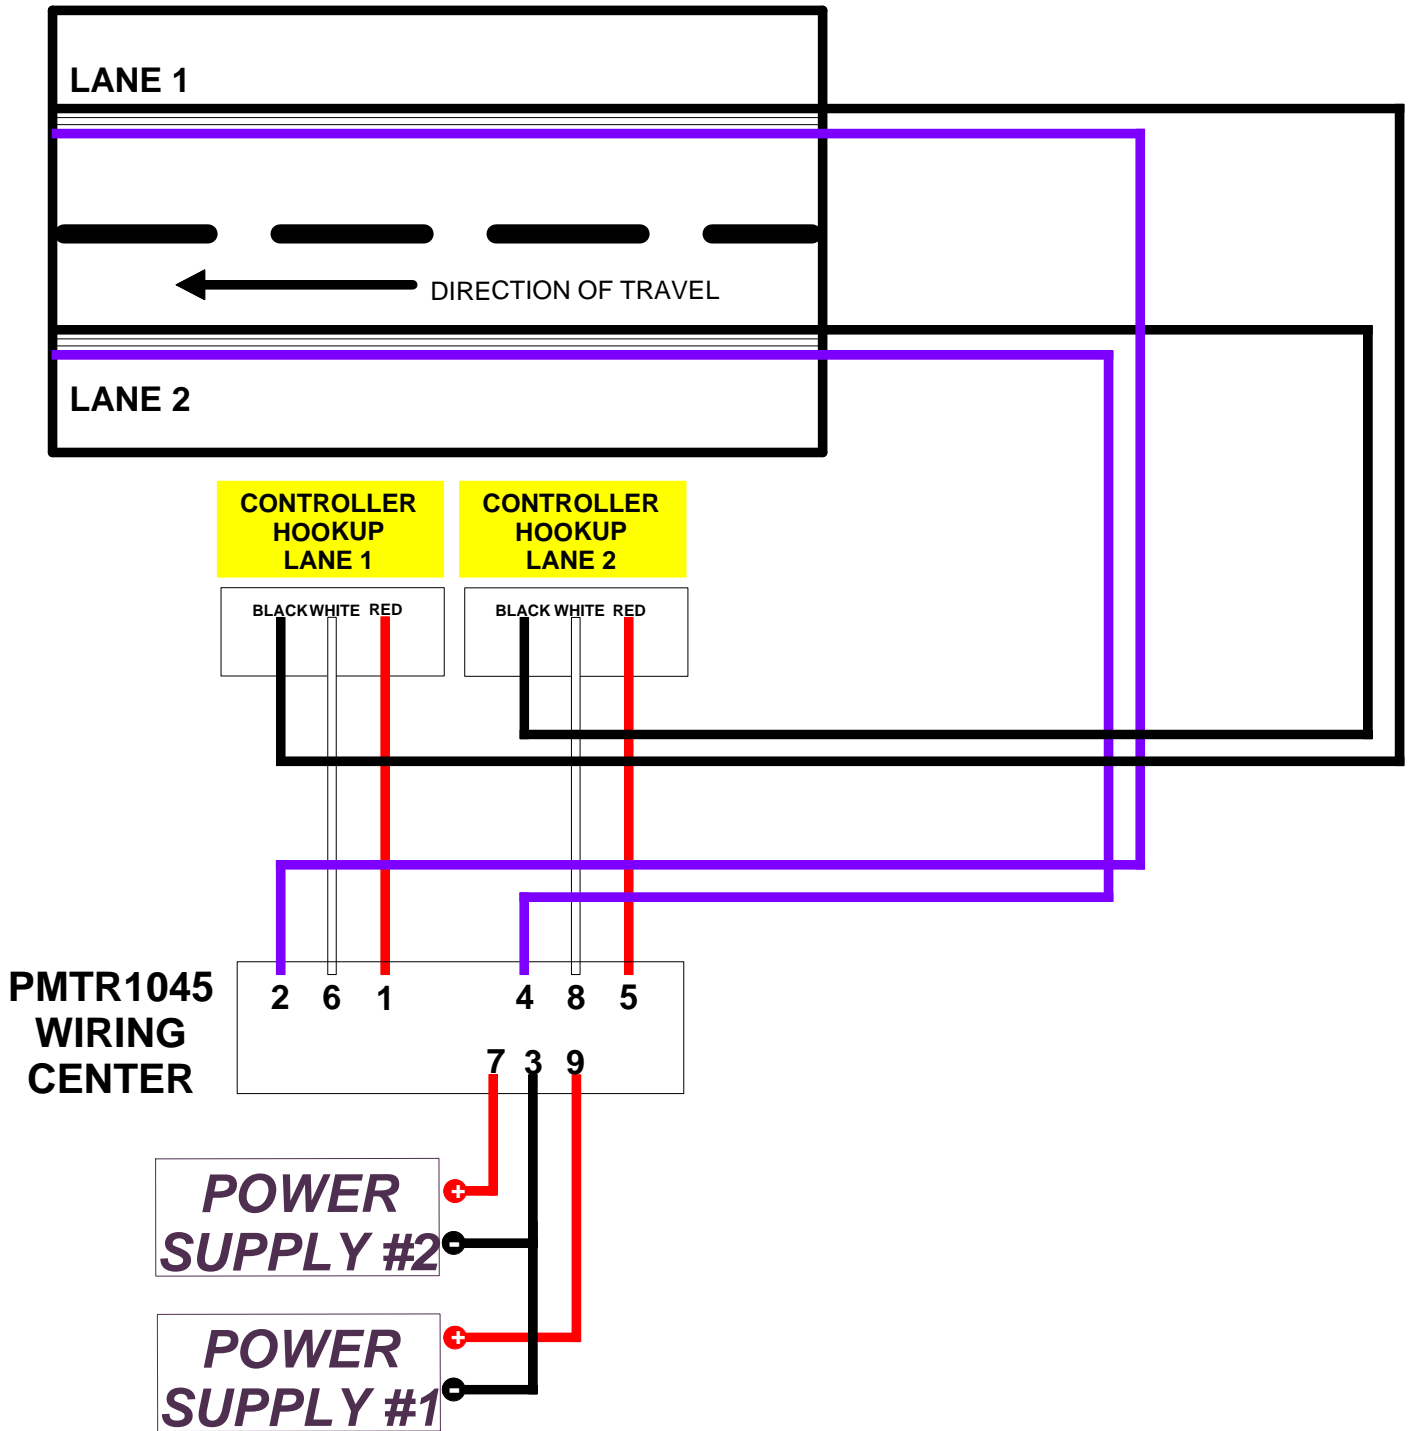 LANE 1
DIRECTION OF TRAVEL
LANE 2
CONTROLLER
HOOKUP
LANE 1
CONTROLLER
HOOKUP
LANE 2
BLACK WHITE RED
BLACK WHITE RED
PMTR1045
WIRING
CENTER
2 6 1 4 8 5
7 3 9
POWER
SUPPLY #2
+
-
POWER
SUPPLY #1
+
-